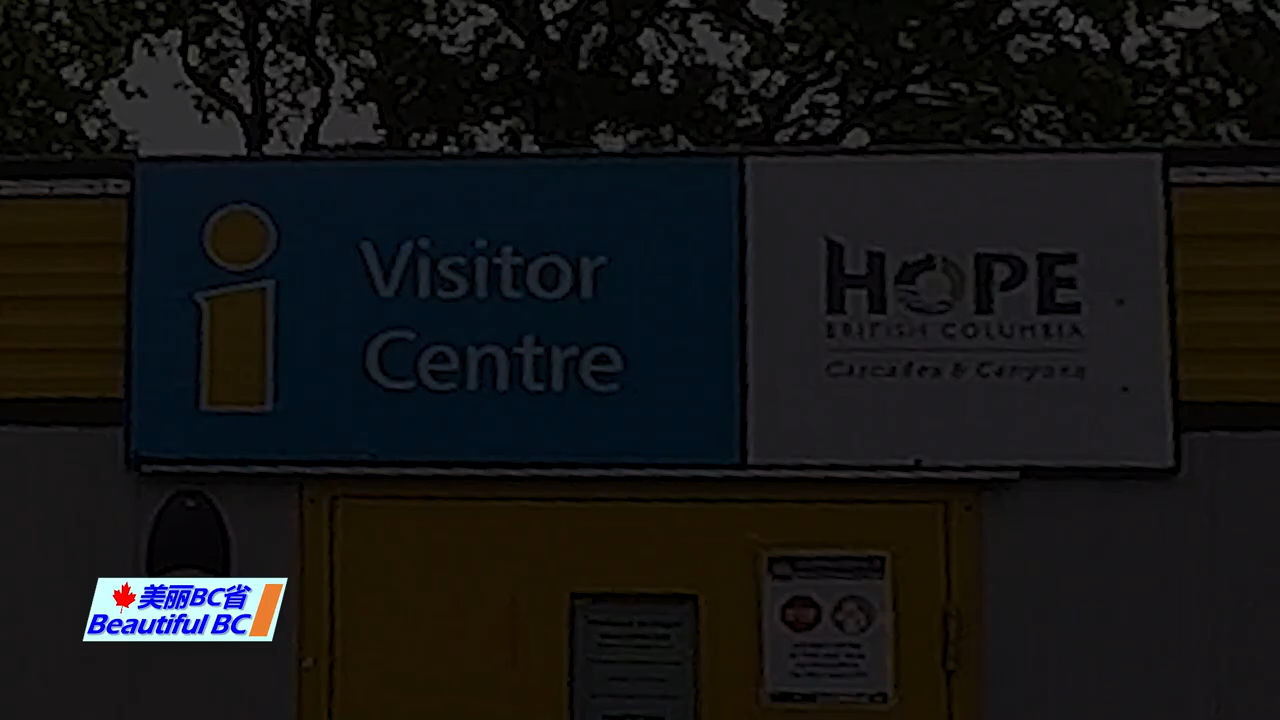 Visitor
Centre
HOPE
BRITISH COLUMBIA
Cascades & Canyons
美丽BC省
Beautiful BC